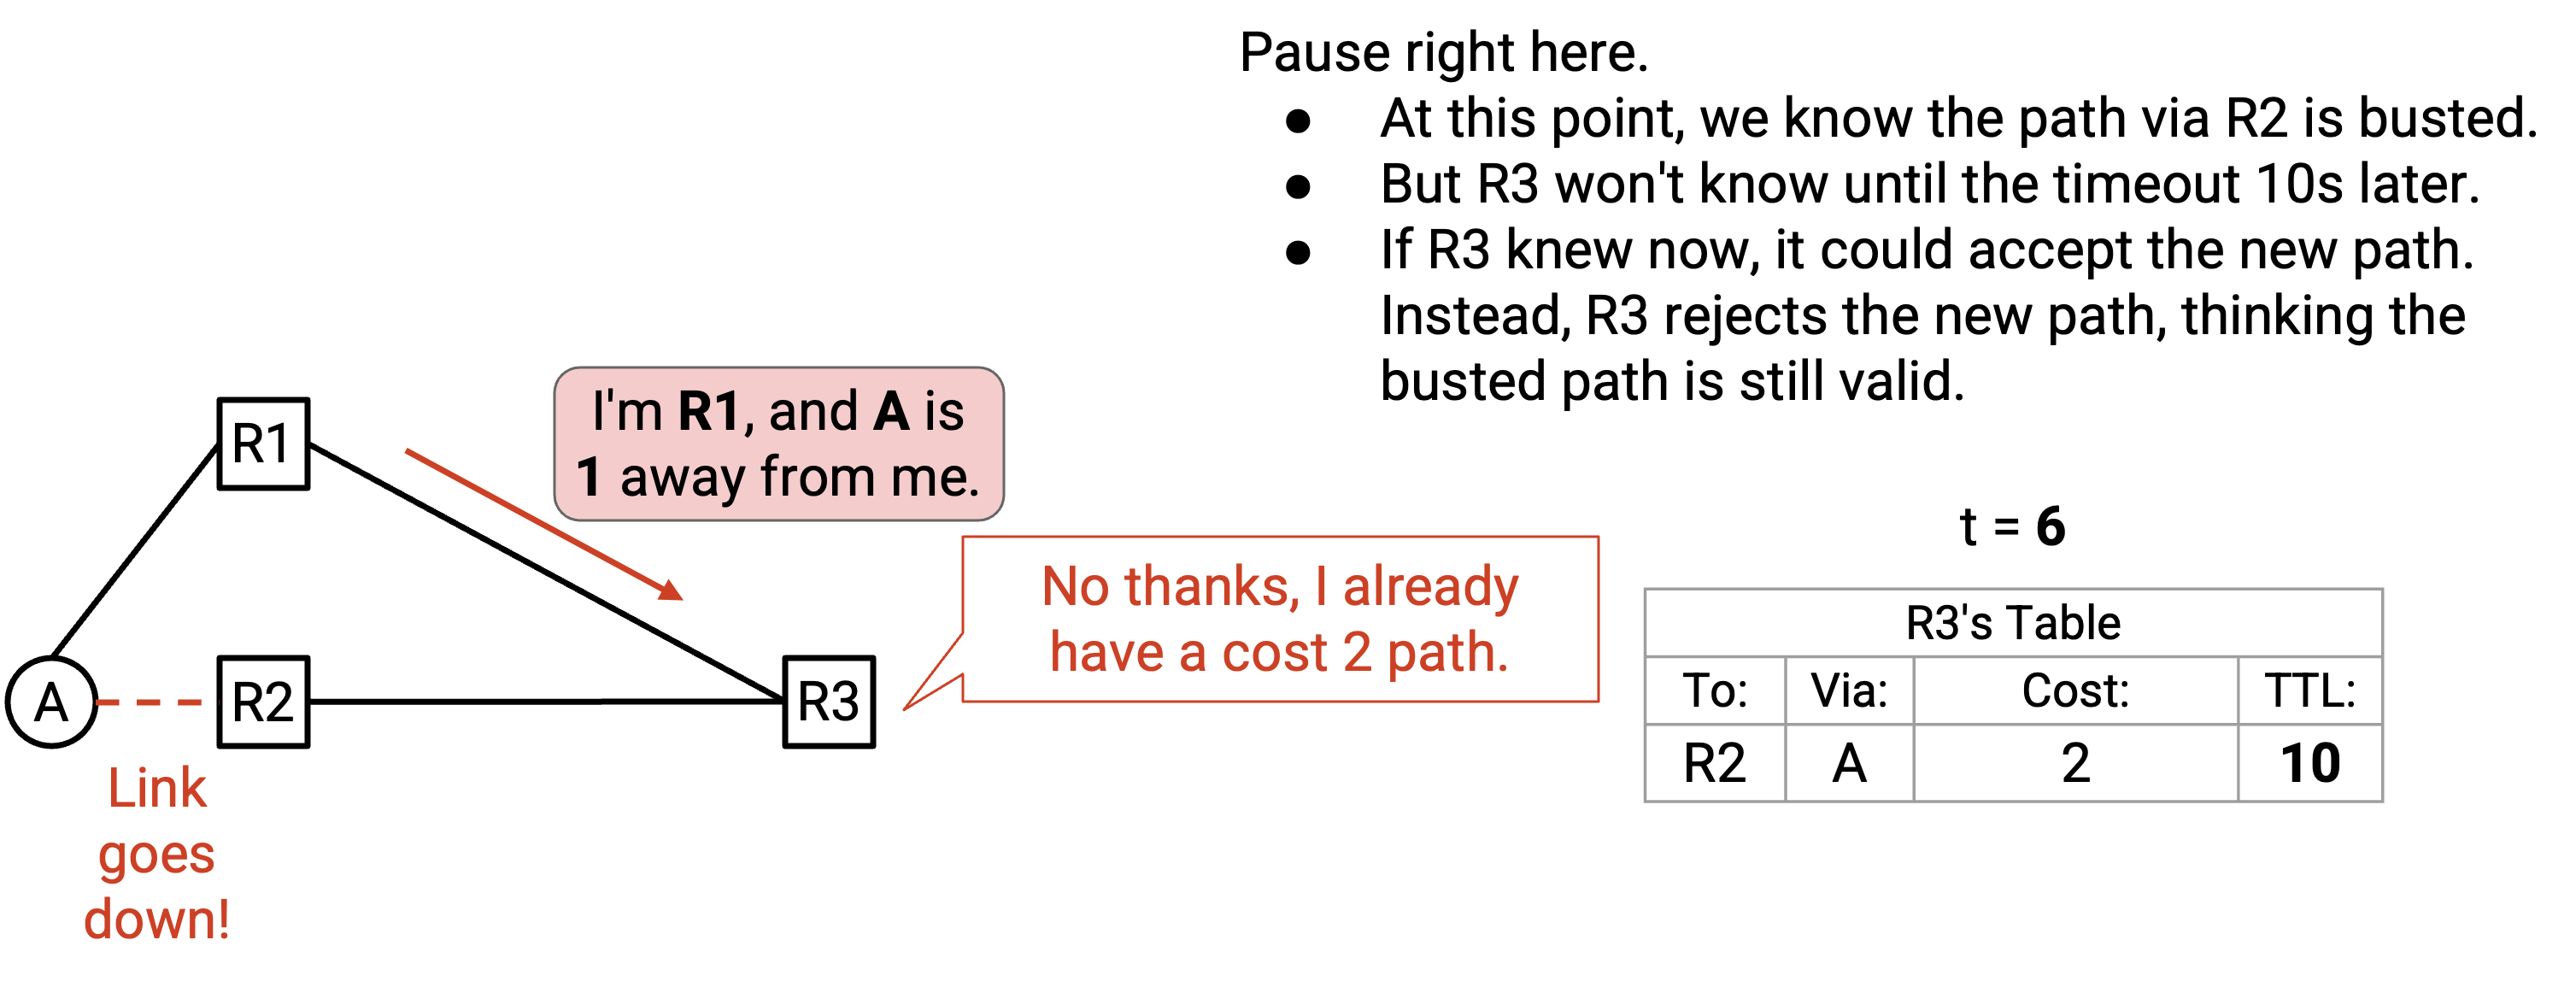 Pause right here.
● At this point, we know the path via R2 is busted.
● But R3 won't know until the timeout 10s later.
● If R3 knew now, it could accept the new path.
Instead, R3 rejects the new path, thinking the
busted path is still valid.
I'm R1, and A is
1 away from me.
R1
No thanks, I already
have a cost 2 path.
A
R2
R3
Link
goes
down!
t = 6
R3's Table
To: Via: Cost: TTL:
R2 A 2 10